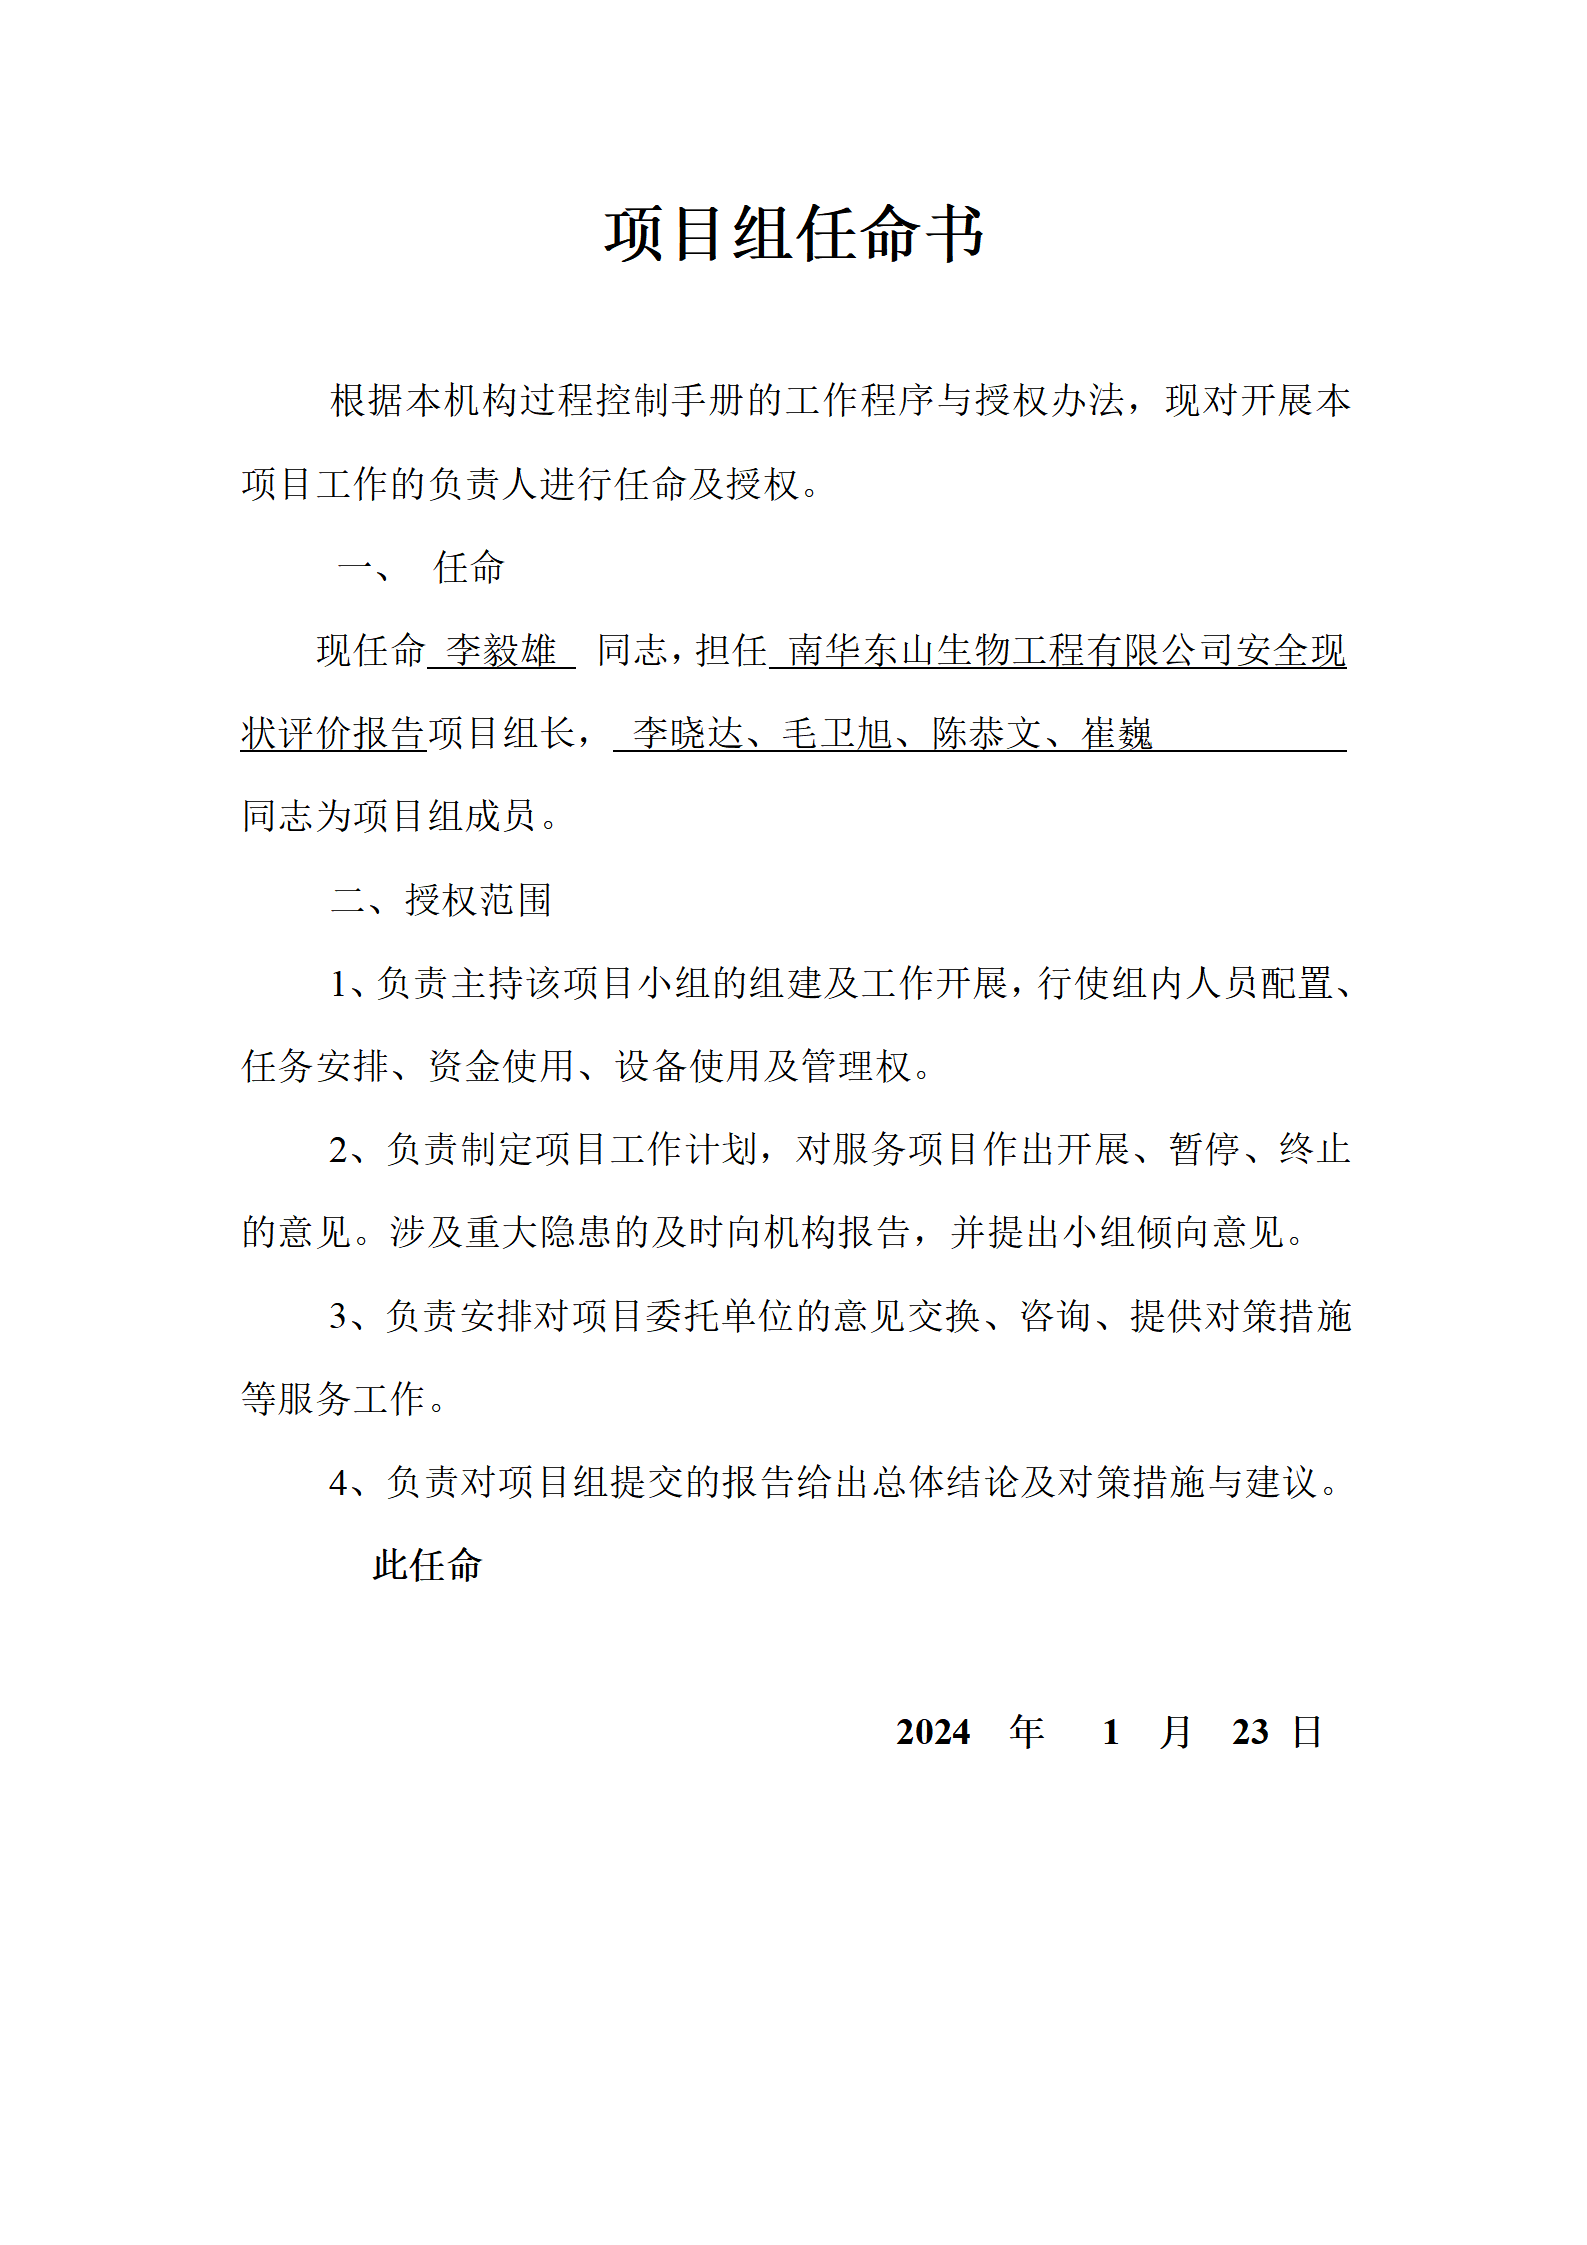 项目组任命书
根据本机构过程控制手册的工作程序与授权办法，现对开展本
项目工作的负责人进行任命及授权。
一、 任命
现任命 李毅雄 同志，担任 南华东山生物工程有限公司安全现
状评价报告项目组长， 李晓达、毛卫旭、陈恭文、崔巍
同志为项目组成员。
二、授权范围
1、负责主持该项目小组的组建及工作开展，行使组内人员配置、
任务安排、资金使用、设备使用及管理权。
2、负责制定项目工作计划，对服务项目作出开展、暂停、终止
的意见。涉及重大隐患的及时向机构报告，并提出小组倾向意见。
3、负责安排对项目委托单位的意见交换、咨询、提供对策措施
等服务工作。
4、负责对项目组提交的报告给出总体结论及对策措施与建议。
此任命
2024 年 1 月 23 日